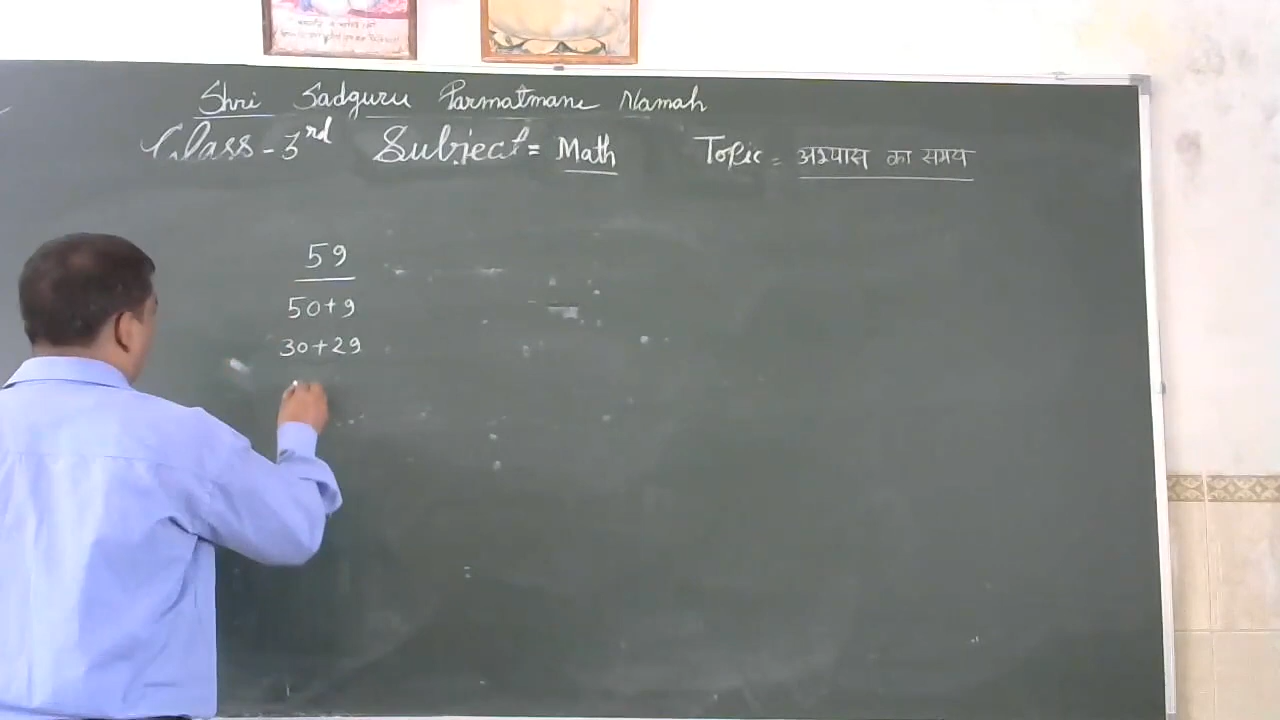 Shri Sadguru Parmatmane Namah
Class - 3rd Subject = Math Topic = अभ्यास का समय
59
50+9
30+29